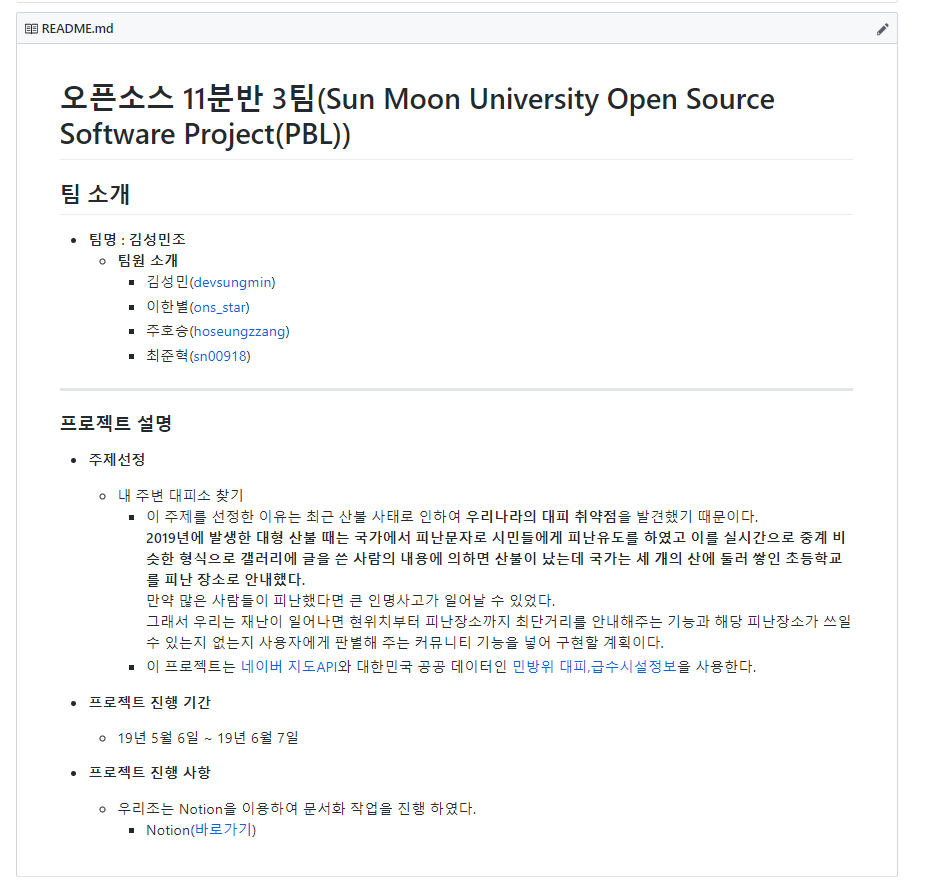 README.md
오픈소스 11분반 3팀(Sun Moon University Open Source
Software Project(PBL))
팀 소개
팀명 : 김성민조
팀원 소개
김성민(devsungmin)
이한별(ons_star)
주호승(hoseungzzang)
최준혁(sn00918)
프로젝트 설명
주제선정
내 주변 대피소 찾기
이 주제를 선정한 이유는 최근 산불 사태로 인하여 우리나라의 대피 취약점을 발견했기 때문이다.
2019년에 발생한 대형 산불 때는 국가에서 피난문자로 시민들에게 피난유도를 하였고 이를 실시간으로 중계 비
슷한 형식으로 갤러리에 글을 쓴 사람의 내용에 의하면 산불이 났는데 국가는 세 개의 산에 둘러 쌓인 초등학교
를 피난 장소로 안내했다.
만약 많은 사람들이 피난했다면 큰 인명사고가 일어날 수 있었다.
그래서 우리는 재난이 일어나면 현위치부터 피난장소까지 최단거리를 안내해주는 기능과 해당 피난장소가 쓰일
수 있는지 없는지 사용자에게 판별해 주는 커뮤니티 기능을 넣어 구현할 계획이다.
이 프로젝트는 네이버 지도API와 대한민국 공공 데이터인 민방위 대피,급수시설정보을 사용한다.
프로젝트 진행 기간
19년 5월 6일 ~ 19년 6월 7일
프로젝트 진행 사항
우리조는 Notion을 이용하여 문서화 작업을 진행 하였다.
Notion(바로가기)